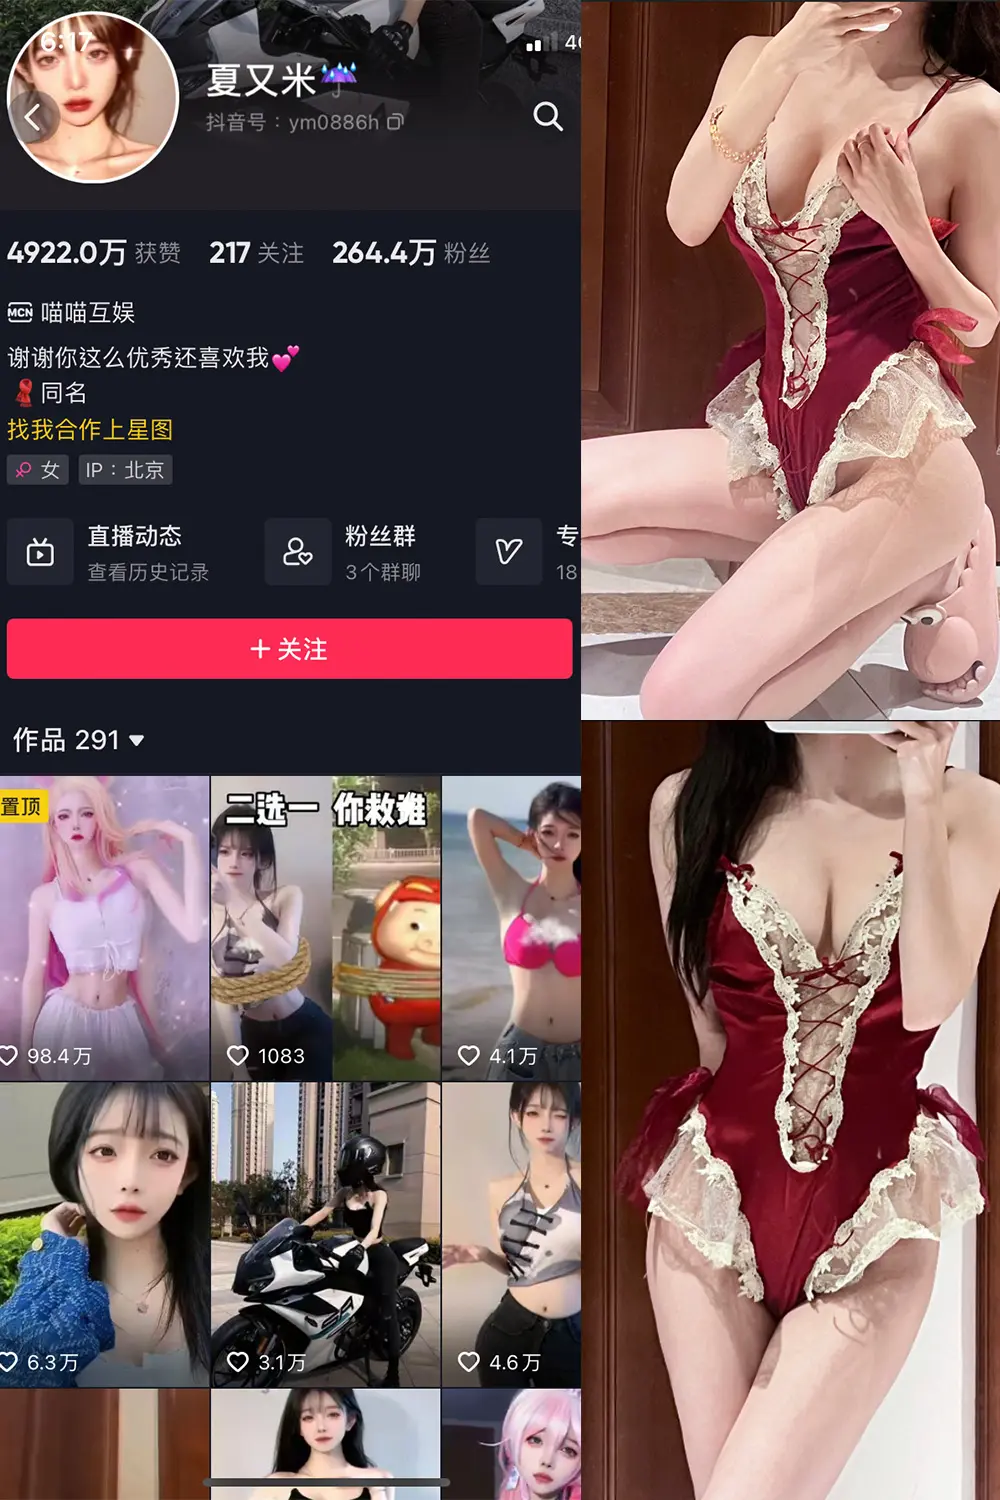 6:17
4G
夏又米☔
抖音号：ym0886h
4922.0万 获赞 217 关注 264.4万 粉丝
MCN 喵喵互娱
谢谢你这么优秀还喜欢我💕
同名
找我合作上星图
女 IP：北京
直播动态 粉丝群 专
查看历史记录 3个群聊 18
+ 关注
作品 291
置顶
二选一 你救谁
98.4万 1083 4.1万
6.3万 3.1万 4.6万